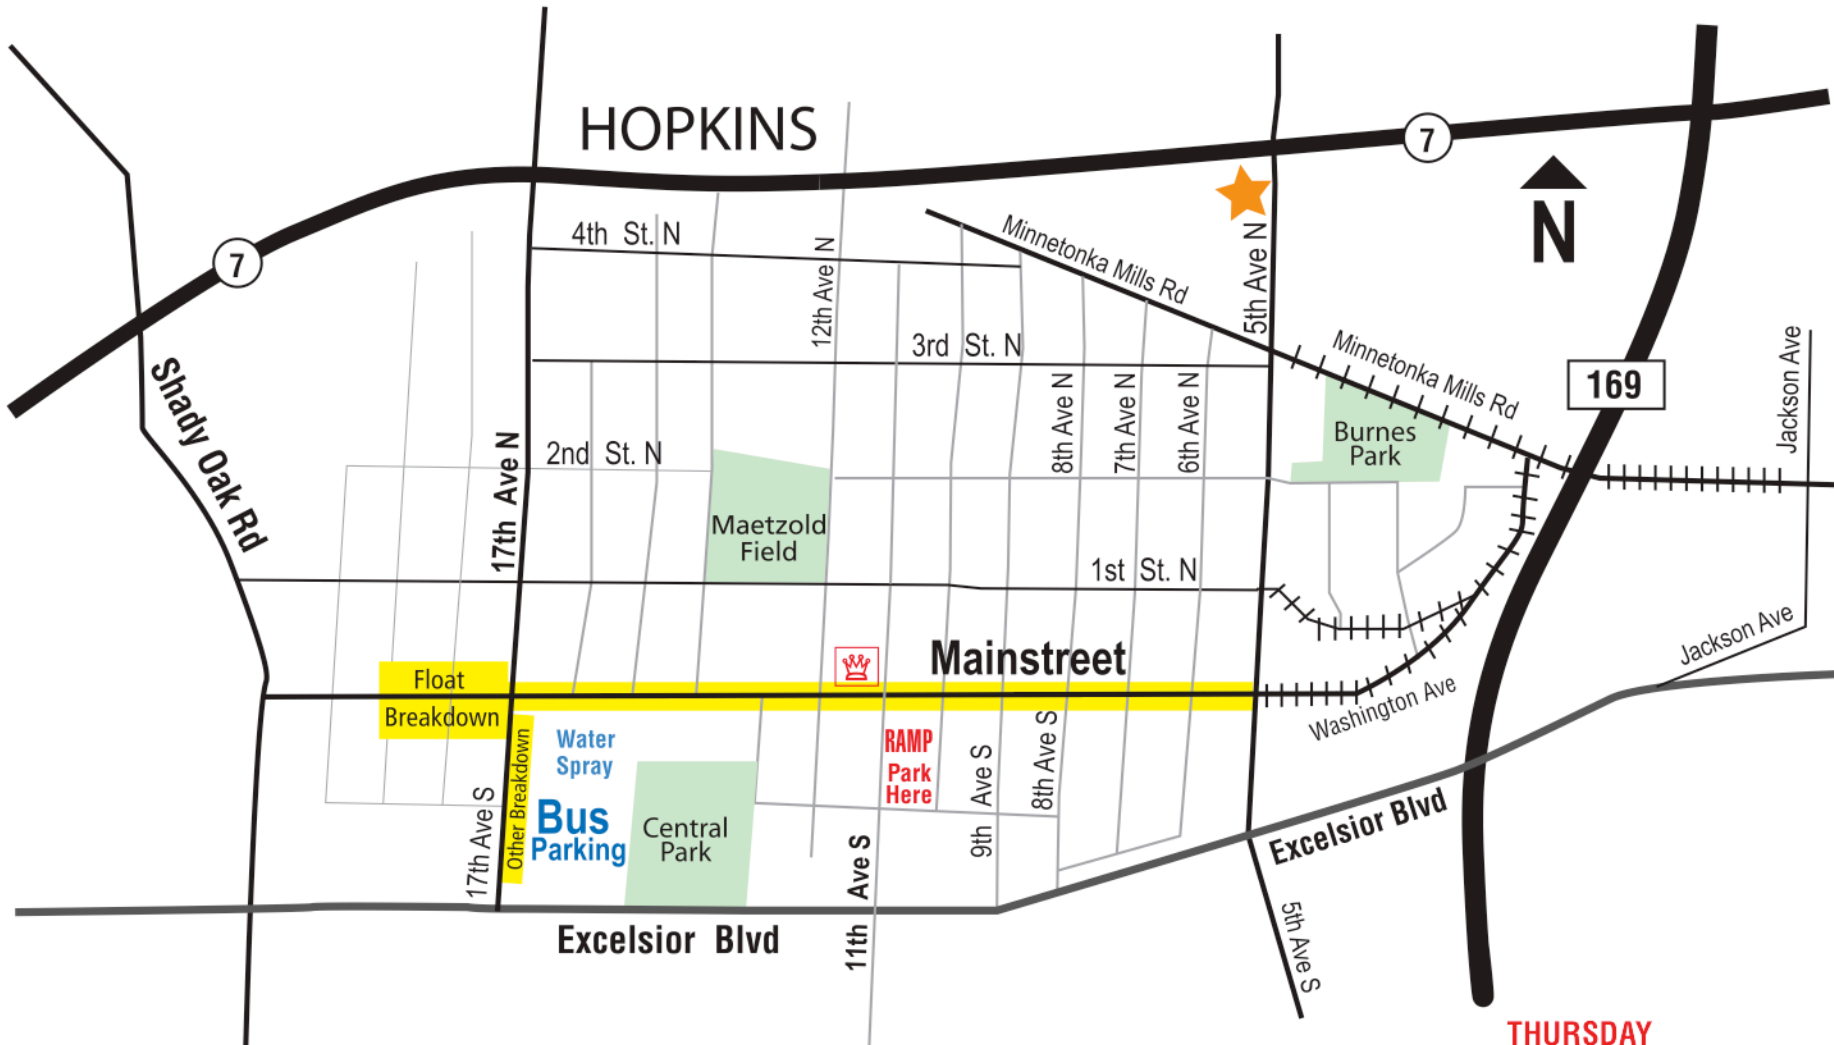 HOPKINS
7
7
N
4th St. N
12th Ave N
Minnetonka Mills Rd
5th Ave N
3rd St. N
Minnetonka Mills Rd
169
Jackson Ave
Shady Oak Rd
17th Ave N
2nd St. N
8th Ave N
7th Ave N
6th Ave N
Burnes
Park
Maetzold
Field
1st St. N
Mainstreet
Jackson Ave
Float
Breakdown
Washington Ave
Other Breakdown
Water
Spray
RAMP
Park
Here
9th Ave S
8th Ave S
17th Ave S
Bus
Parking
Central
Park
11th Ave S
Excelsior Blvd
Excelsior Blvd
5th Ave S
THURSDAY